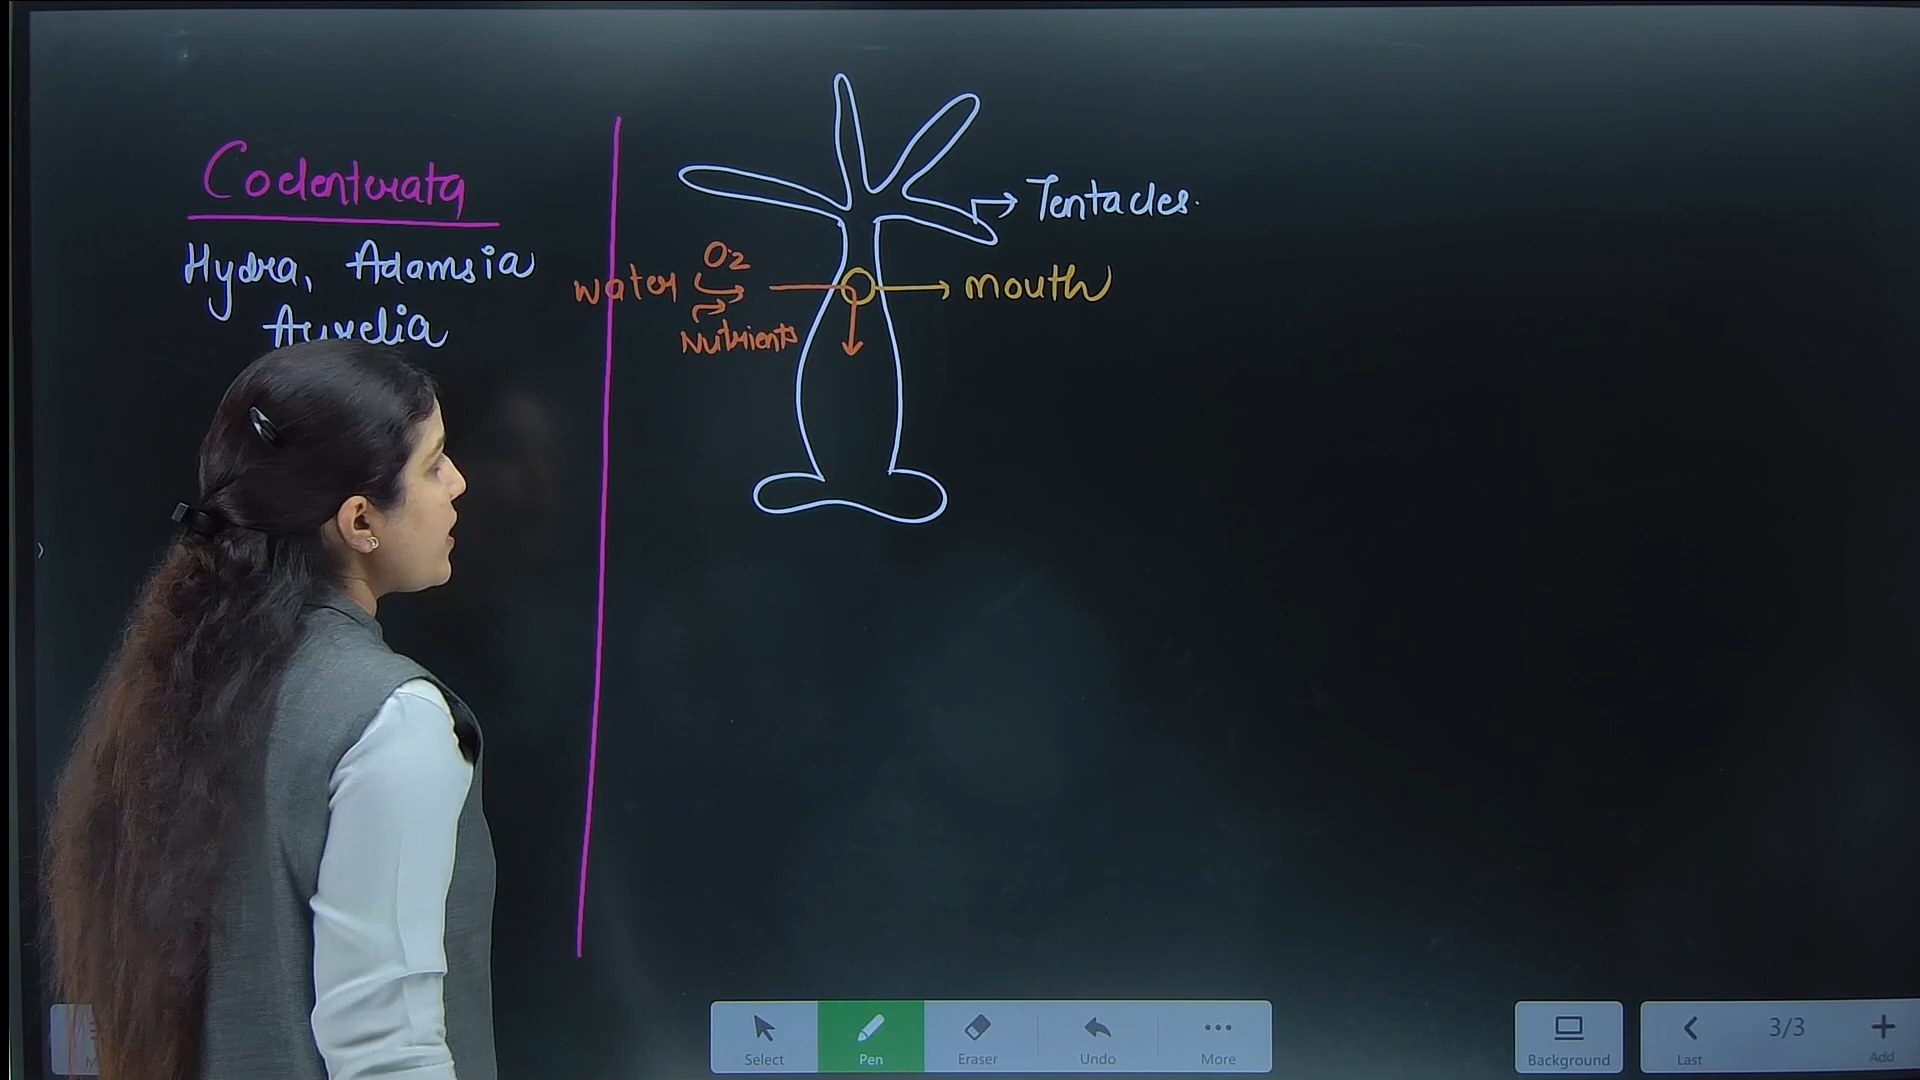 Coelenterata
Hydra, Adamsia
Aurelia
Tentacles.
O2
water
mouth
Nutrients
Select
Pen
Eraser
Undo
More
Background
Last
3/3
Add